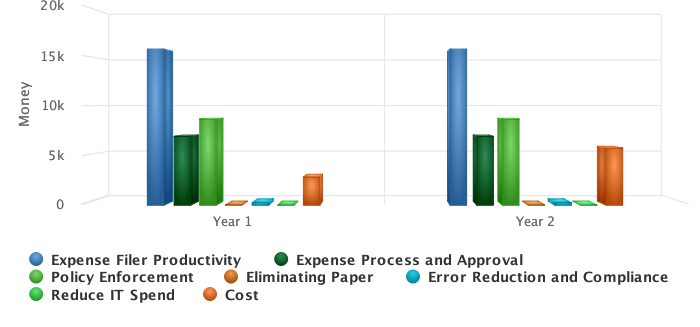 20k
15k
10k
5k
0
Money
Year 1 Year 2
Expense Filer Productivity Expense Process and Approval
Policy Enforcement Eliminating Paper Error Reduction and Compliance
Reduce IT Spend Cost